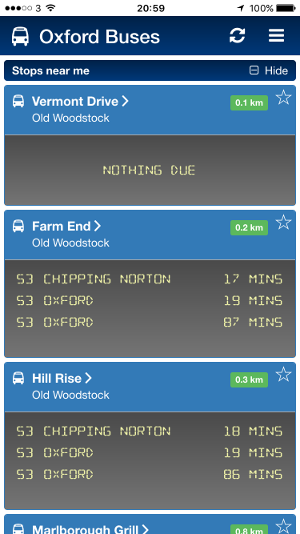 3 20:59 100%
Oxford Buses
Stops near me Hide
Vermont Drive 0.1 km
Old Woodstock
NOTHING DUE
Farm End 0.2 km
Old Woodstock
S3 CHIPPING NORTON 17 MINS
S3 OXFORD 19 MINS
S3 OXFORD 87 MINS
Hill Rise 0.3 km
Old Woodstock
S3 CHIPPING NORTON 18 MINS
S3 OXFORD 19 MINS
S3 OXFORD 86 MINS
Marlborough Grill 0.8 km